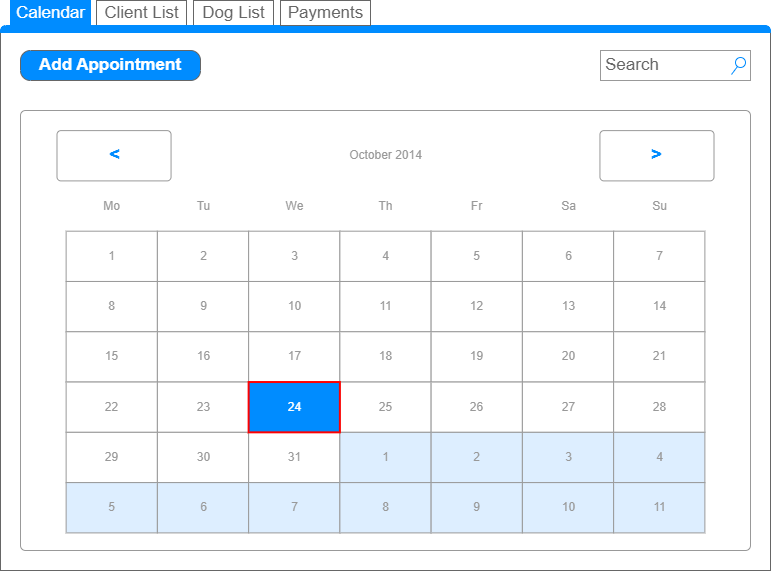 Calendar Client List Dog List Payments
Add Appointment Search
< October 2014 >
Mo Tu We Th Fr Sa Su
1 2 3 4 5 6 7
8 9 10 11 12 13 14
15 16 17 18 19 20 21
22 23 24 25 26 27 28
29 30 31 1 2 3 4
5 6 7 8 9 10 11